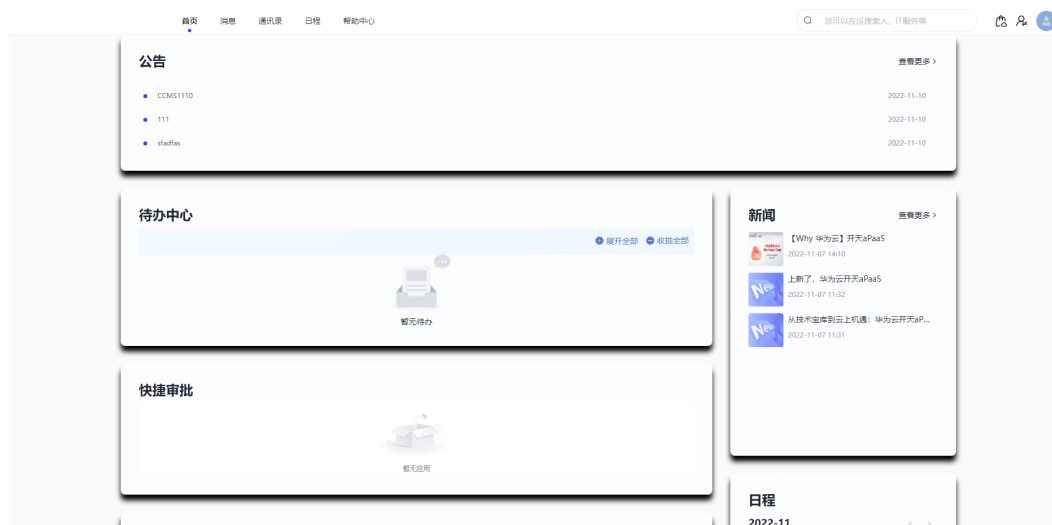 首页 消息 通讯录 日程 帮助中心
您可以在这搜索人、IT服务等
公告
查看更多
CCMS1110
2022-11-10
111
2022-11-10
sfadfas
2022-11-10
待办中心
展开全部 收拢全部
暂无待办
新闻
查看更多
【Why 华为云】开天aPaaS
2022-11-07 14:10
New
上新了，华为云开天aPaaS
2022-11-07 11:32
New
从技术宝库到云上机遇：华为云开天aP...
2022-11-07 11:31
快捷审批
暂无应用
日程
2022-11